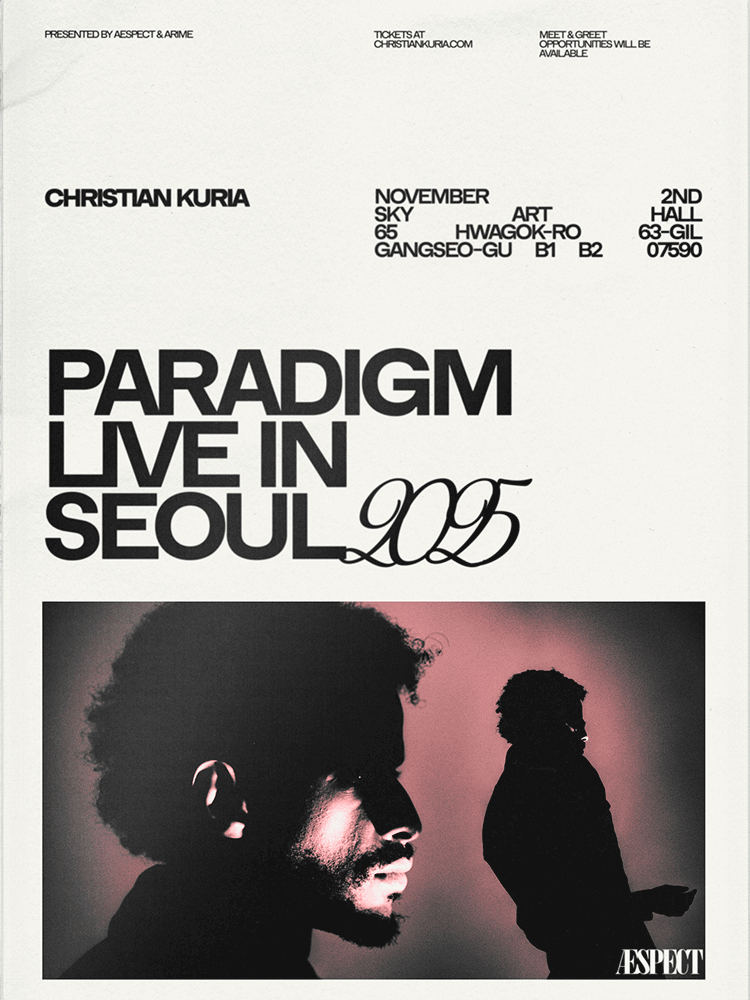 PRESENTED BY AESPECT & ARIME
TICKETS AT
CHRISTIANKURIA.COM
MEET & GREET
OPPORTUNITIES WILL BE
AVAILABLE
CHRISTIAN KURIA
NOVEMBER 2ND
SKY ART HALL
65 HWAGOK-RO 63-GIL
GANGSEO-GU B1 B2 07590
PARADIGM
LIVE IN
SEOUL 2025
ÆSPECT